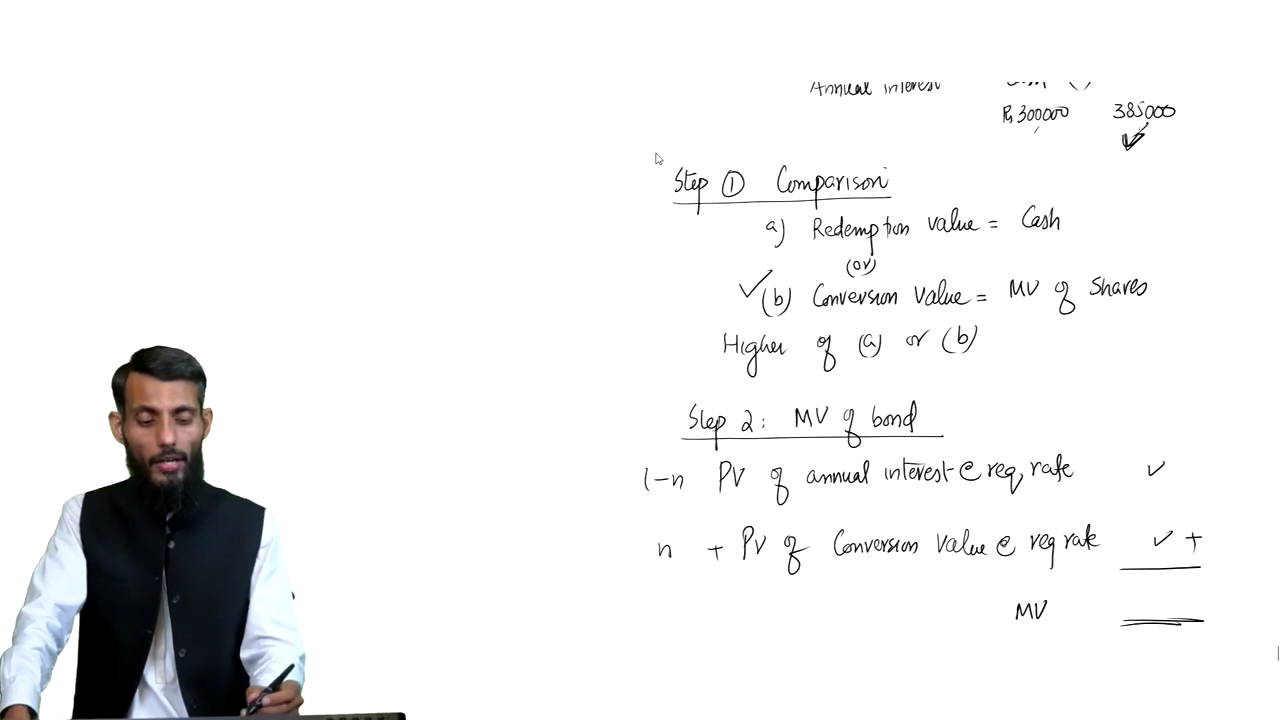 Annual interest
Rs 300000 385000
Step ① Comparison
a) Redemption value = Cash
(or)
(b) Conversion Value = MV of Shares
Higher of (a) or (b)
Step 2: MV of bond
1-n PV of annual interest @ req rate
n + PV of Conversion Value @ req rate +
MV